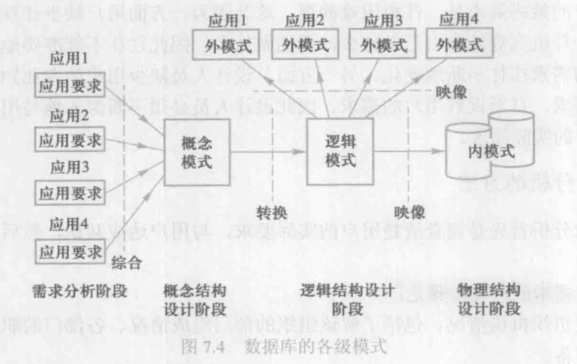 应用1 应用2 应用3 应用4
外模式 外模式 外模式 外模式
映像
应用1
应用要求
应用2
应用要求
应用3
应用要求
应用4
应用要求
综合
概念
模式
转换
逻辑
模式
映像
内模式
需求分析阶段
概念结构
设计阶段
逻辑结构设计
阶段
物理结构
设计阶段
图 7.4 数据库的各级模式